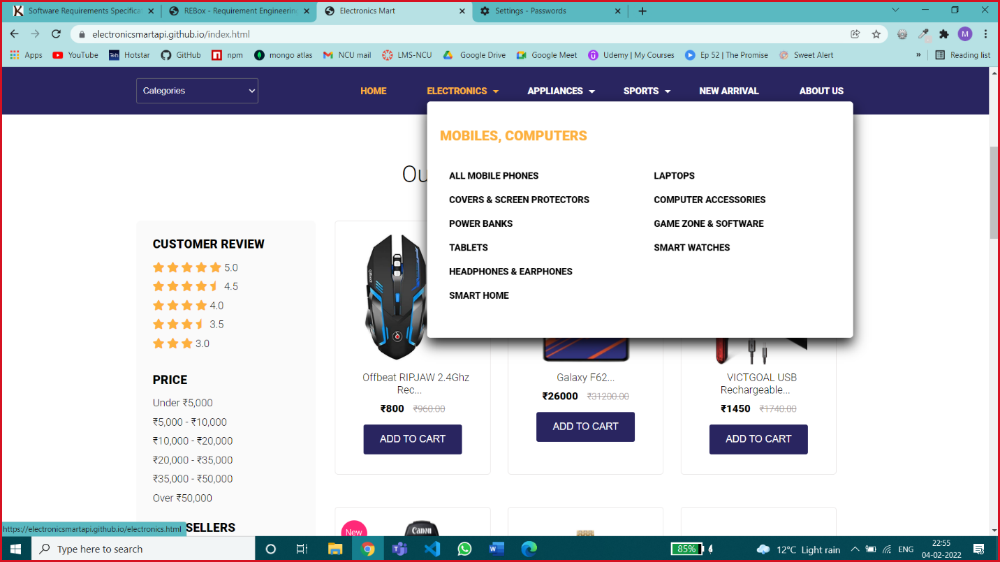 Software Requirements Specificat
REBox - Requirement Engineering
Electronics Mart
Settings - Passwords
electronicsmartapi.github.io/index.html
M
Apps YouTube Hotstar GitHub npm mongo atlas NCU mail LMS-NCU Google Drive Google Meet Udemy | My Courses Ep 52 | The Promise Sweet Alert » Reading list
Categories HOME ELECTRONICS APPLIANCES SPORTS NEW ARRIVAL ABOUT US
MOBILES, COMPUTERS
ALL MOBILE PHONES
COVERS & SCREEN PROTECTORS
POWER BANKS
TABLETS
HEADPHONES & EARPHONES
SMART HOME
LAPTOPS
COMPUTER ACCESSORIES
GAME ZONE & SOFTWARE
SMART WATCHES
Ou
CUSTOMER REVIEW
5.0
4.5
4.0
3.5
3.0
PRICE
Under ₹5,000
₹5,000 - ₹10,000
₹10,000 - ₹20,000
₹20,000 - ₹35,000
₹35,000 - ₹50,000
Over ₹50,000
SELLERS
Offbeat RIPJAW 2.4Ghz
Rec...
₹800 ₹960.00
ADD TO CART
Galaxy F62...
₹26000 ₹31200.00
ADD TO CART
VICTGOAL USB
Rechargeable...
₹1450 ₹1740.00
ADD TO CART
New
Canon
https://electronicsmartapi.github.io/electronics.html
Type here to search
85%
12°C Light rain
ENG
22:55
04-02-2022